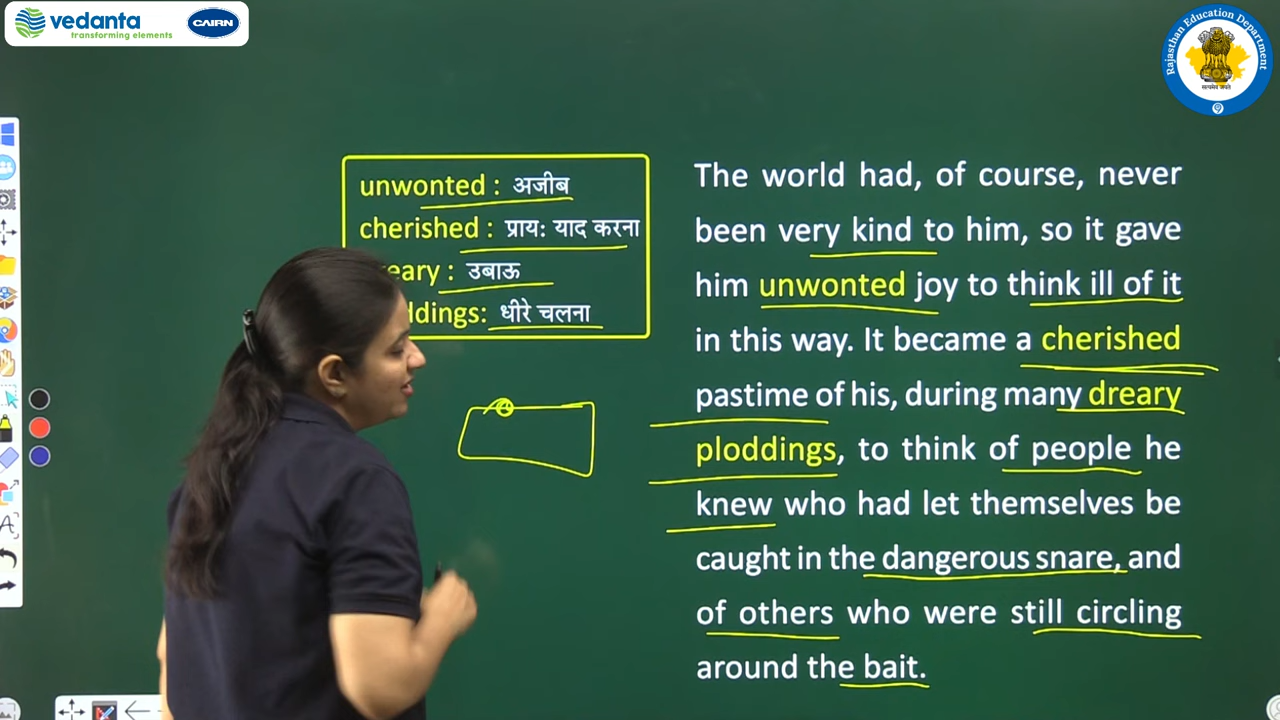 vedanta
transforming elements
CAIRN
Rajasthan Education Department
सत्यमेव जयते
unwonted : अजीब
cherished : प्रायः याद करना
eary : उबाऊ
ddings: धीरे चलना
The world had, of course, never
been very kind to him, so it gave
him unwonted joy to think ill of it
in this way. It became a cherished
pastime of his, during many dreary
ploddings, to think of people he
knew who had let themselves be
caught in the dangerous snare, and
of others who were still circling
around the bait.